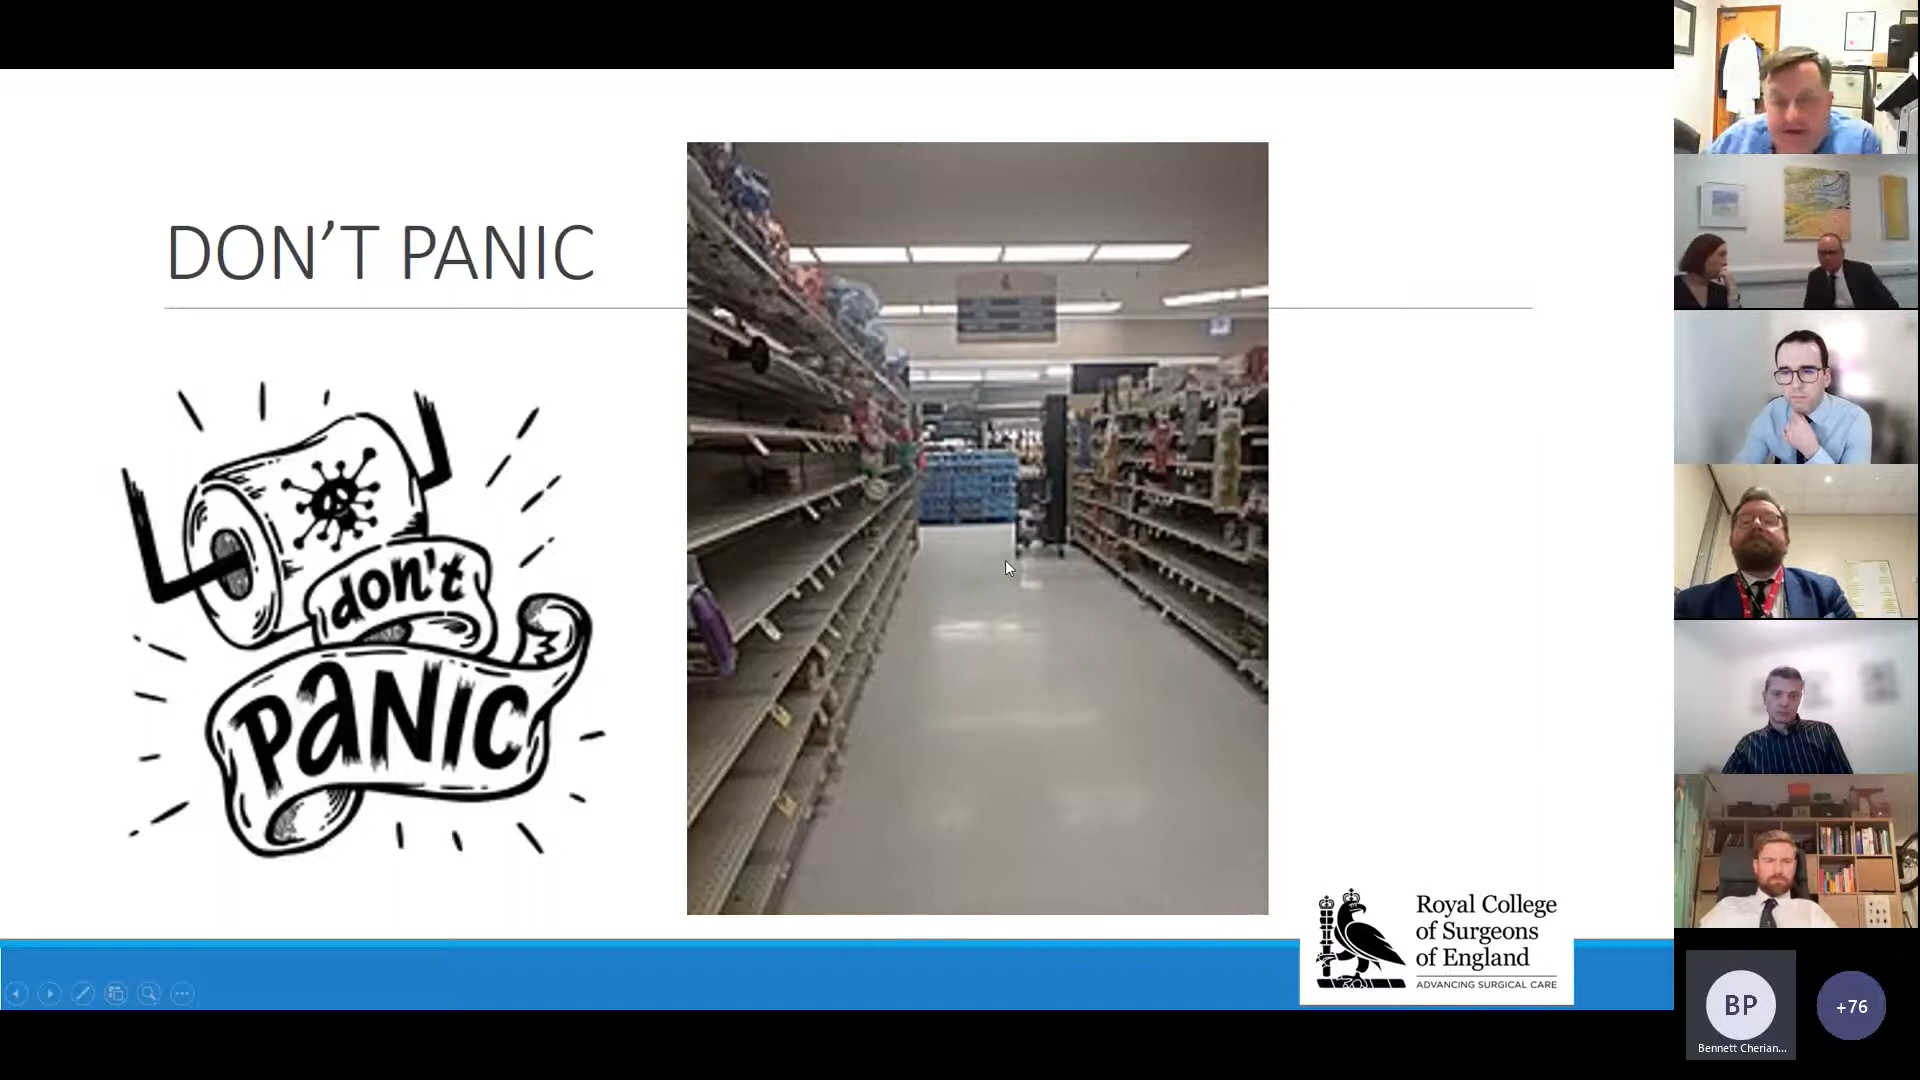 DON’T PANIC
don't
PANIC
Royal College
of Surgeons
of England
ADVANCING SURGICAL CARE
BP
Bennett Cherian...
+76